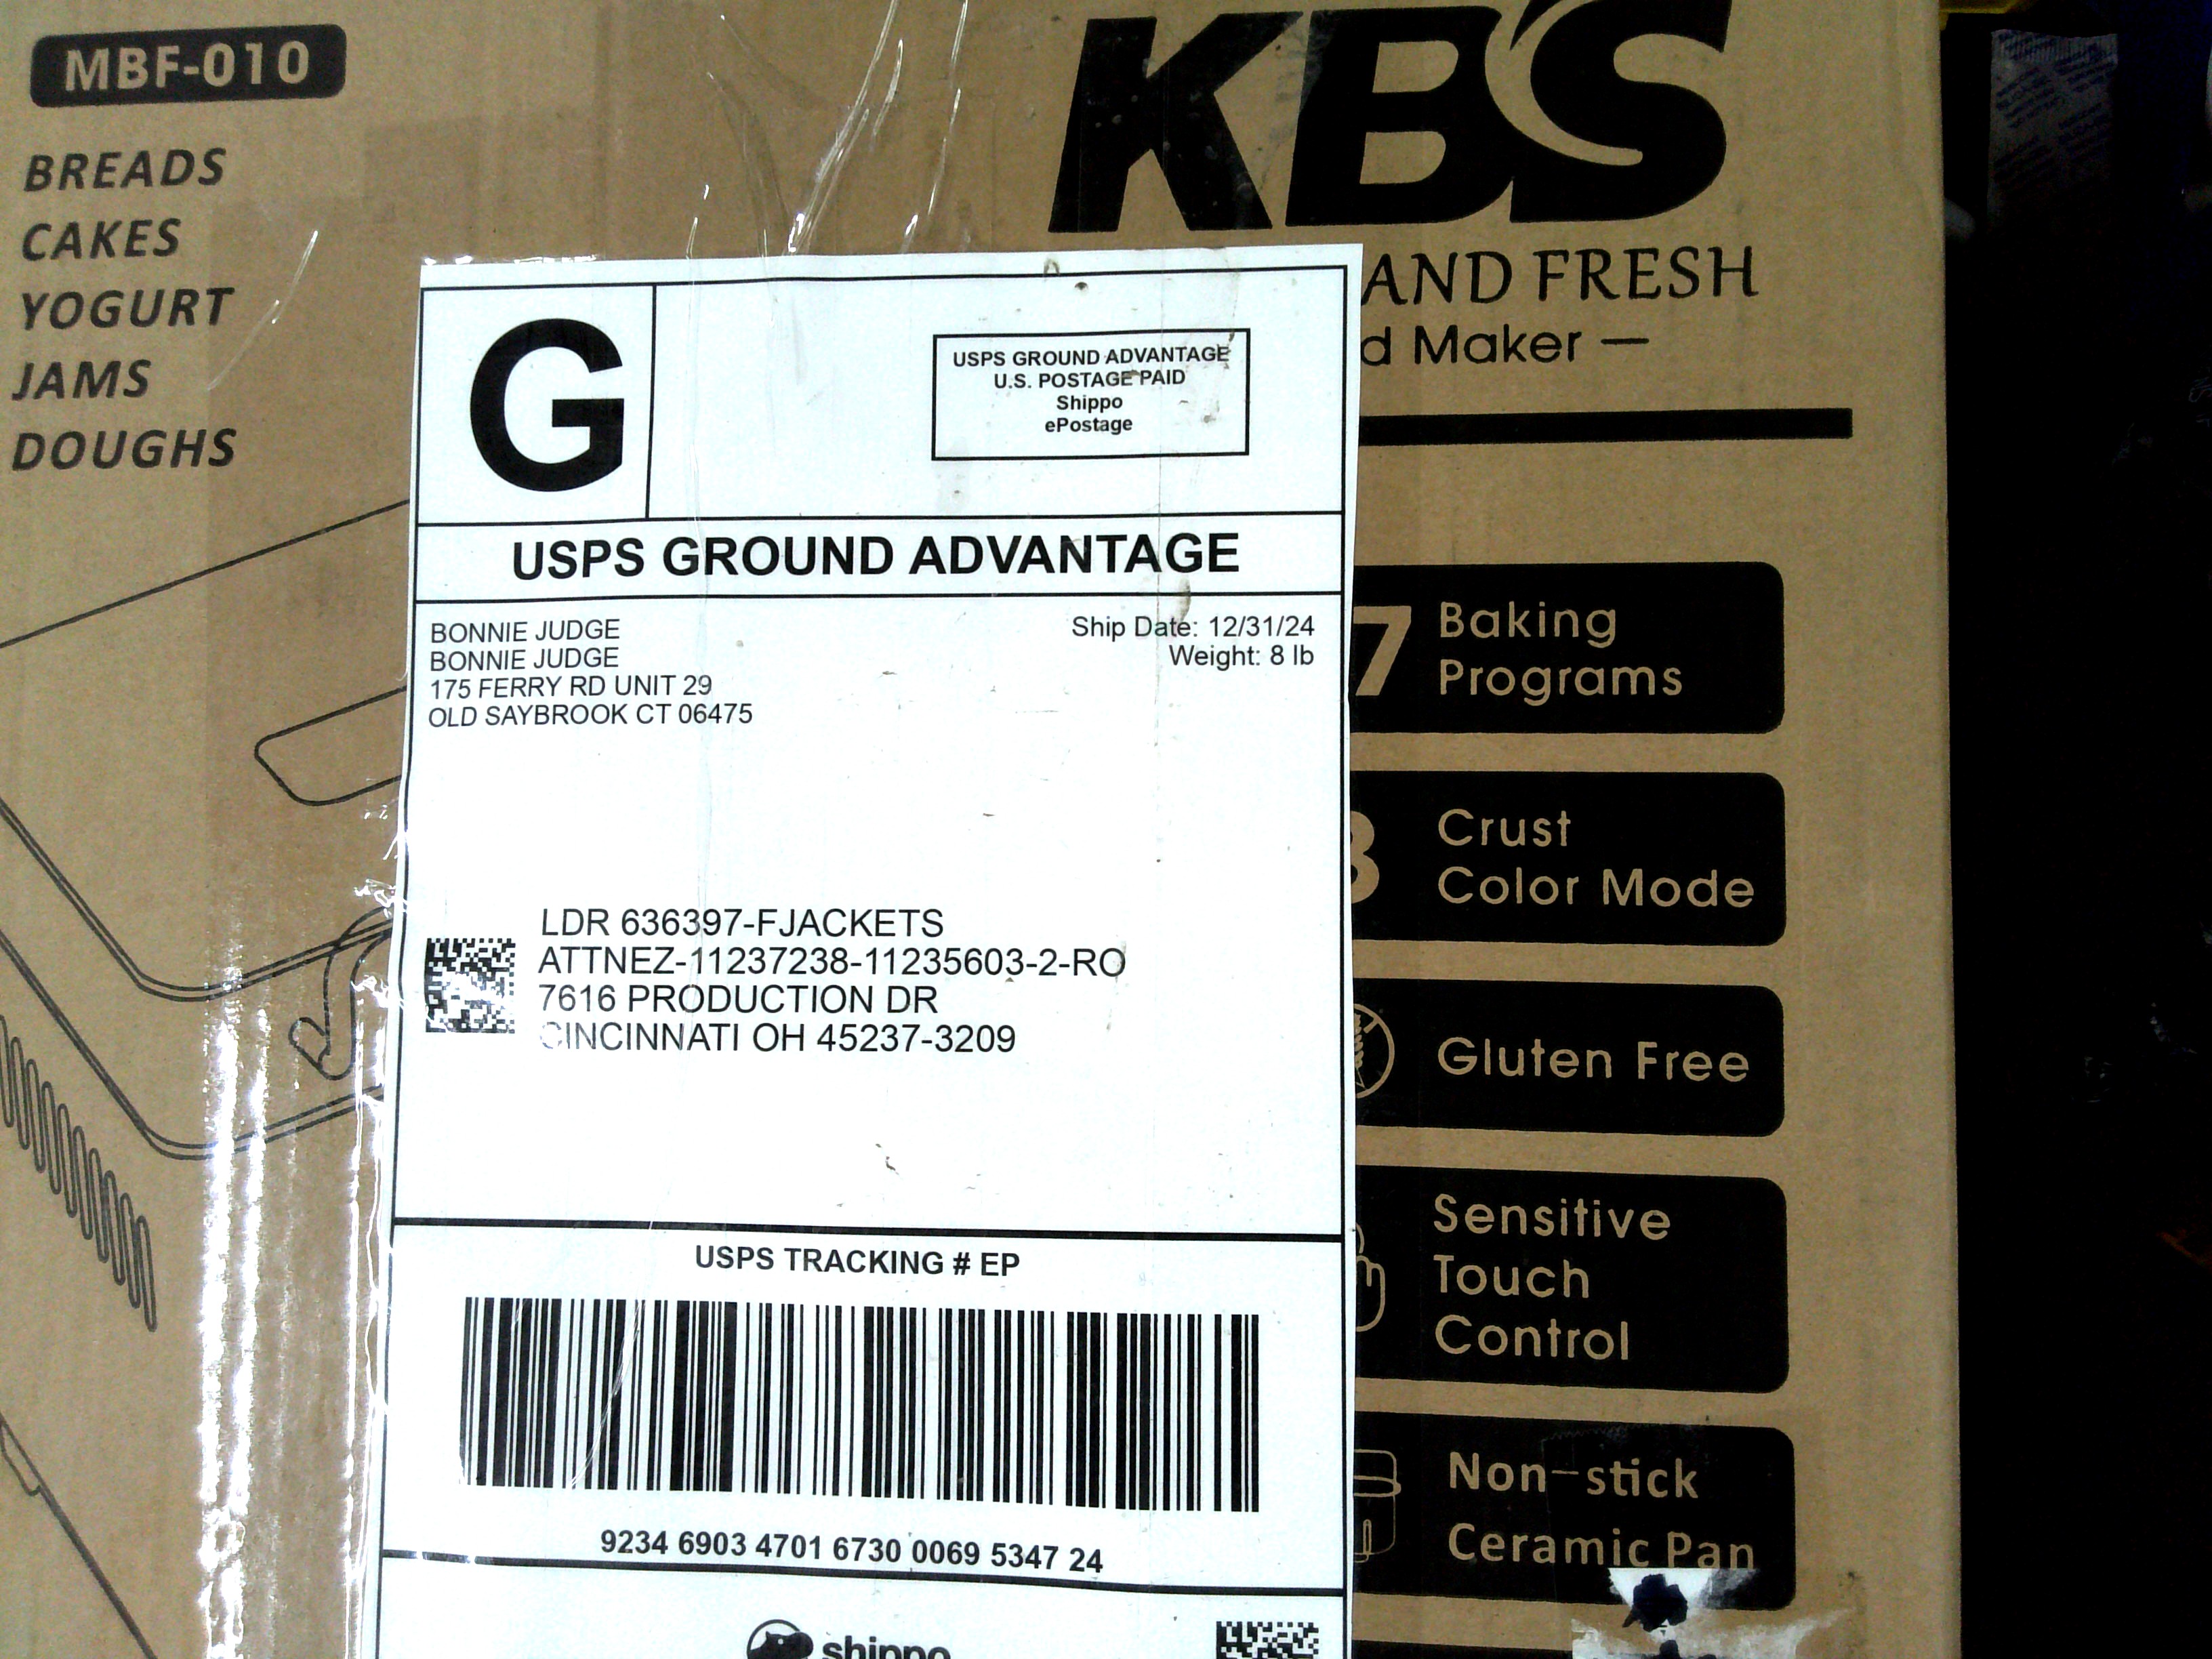 MBF-010
BREADS
CAKES
YOGURT
JAMS
DOUGHS
KBS
AND FRESH
Maker —
G
USPS GROUND ADVANTAGE
U.S. POSTAGE PAID
Shippo
ePostage
USPS GROUND ADVANTAGE
BONNIE JUDGE
BONNIE JUDGE
175 FERRY RD UNIT 29
OLD SAYBROOK CT 06475
Ship Date: 12/31/24
Weight: 8 lb
LDR 636397-FJACKETS
ATTNEZ-11237238-11235603-2-RO
7616 PRODUCTION DR
CINCINNATI OH 45237-3209
USPS TRACKING # EP
9234 6903 4701 6730 0069 5347 24
shippo
Baking
Programs
Crust
Color Mode
Gluten Free
Sensitive
Touch
Control
Non-stick
Ceramic Pan